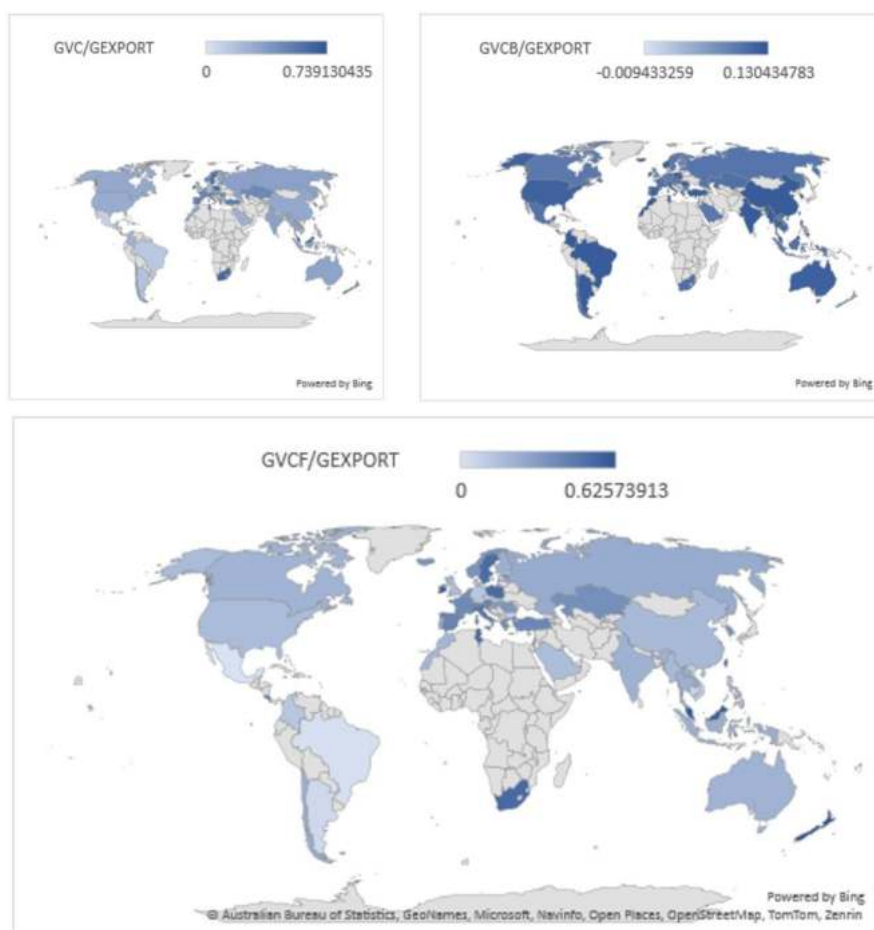 GVC/GEXPORT
0 0.739130435
Powered by Bing
GVCB/GEXPORT
-0.009433259 0.130434783
Powered by Bing
GVCF/GEXPORT
0 0.62573913
Powered by Bing
© Australian Bureau of Statistics, GeoNames, Microsoft, Navinfo, Open Places, OpenStreetMap, TomTom, Zenrin